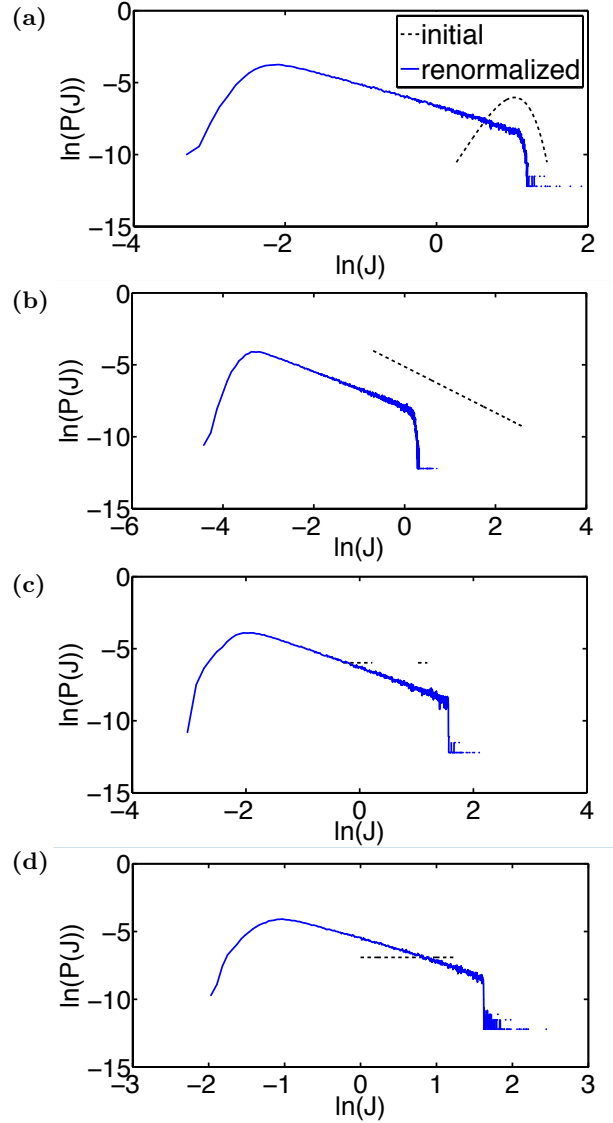 (a)
0
−5
−10
−15
ln(P(J))
initial
renormalized
−4 −2 0 2
ln(J)
(b)
0
−5
−10
−15
ln(P(J))
−6 −4 −2 0 2 4
ln(J)
(c)
0
−5
−10
−15
ln(P(J))
−4 −2 0 2 4
ln(J)
(d)
0
−5
−10
−15
ln(P(J))
−3 −2 −1 0 1 2 3
ln(J)